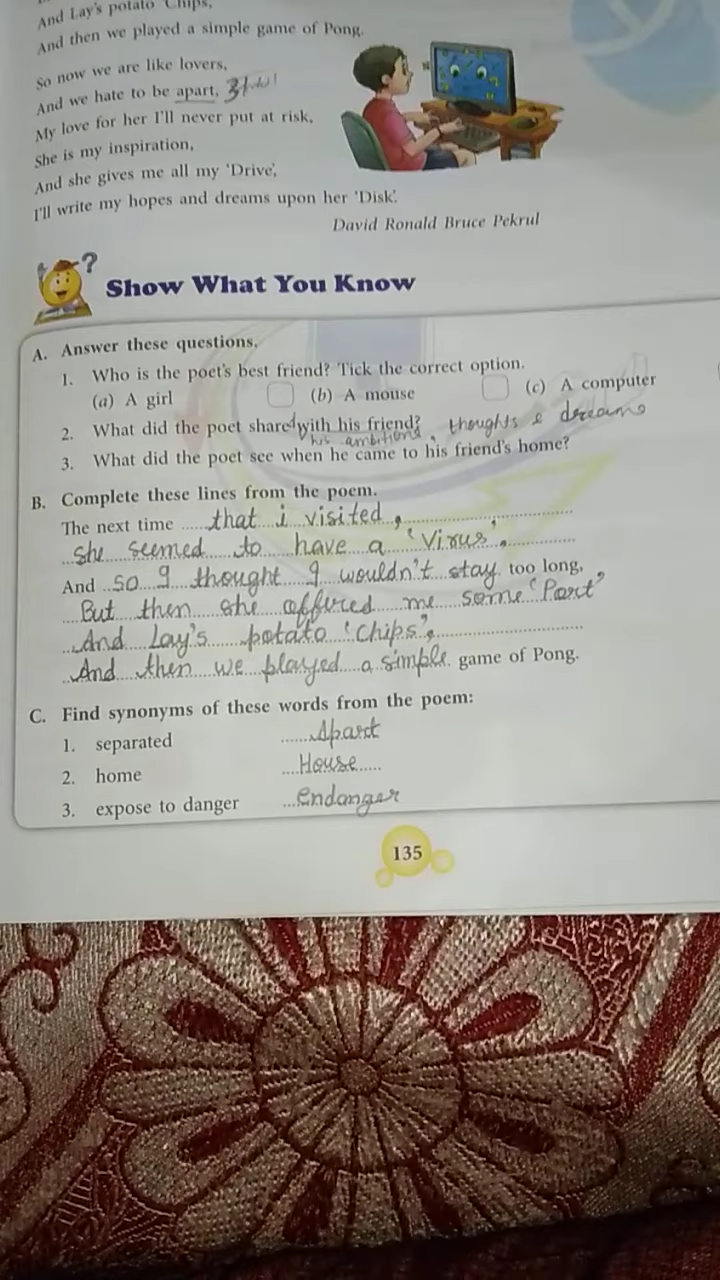 And Lay's potato 'Chips',
And then we played a simple game of Pong.
So now we are like lovers,
And we hate to be apart,
My love for her I'll never put at risk,
She is my inspiration,
And she gives me all my 'Drive',
I'll write my hopes and dreams upon her 'Disk'.
David Ronald Bruce Pekrul
?
Show What You Know
A. Answer these questions.
1. Who is the poet's best friend? Tick the correct option.
(a) A girl (b) A mouse (c) A computer
2. What did the poet shared with his friend? thoughts & dreams
his ambitions,
3. What did the poet see when he came to his friend's home?
B. Complete these lines from the poem.
The next time that i visited,
she seemed to have a 'Virus',
And so I thought I wouldn't stay too long,
But then she offered me some 'Port'
And Lay's potato 'Chips',
And then we played a simple game of Pong.
C. Find synonyms of these words from the poem:
1. separated Apart
2. home House
3. expose to danger endanger
135